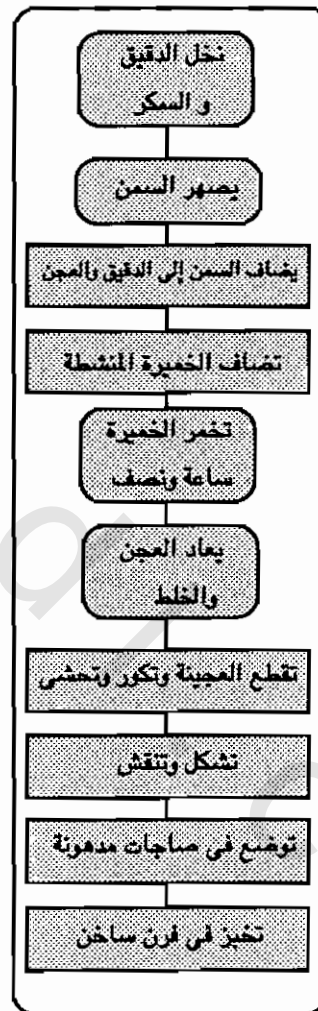 نخل الدقيق
و السكر
يصهر السمن
يضاف السمن إلى الدقيق والعجن
تضاف الخميرة المنشطة
تخمر الخميرة
ساعة ونصف
يعاد العجن
والخلط
تقطع العجينة وتكور وتحشى
تشكل وتنقش
توضع فى صاجات مدهونة
تخبز في فرن ساخن